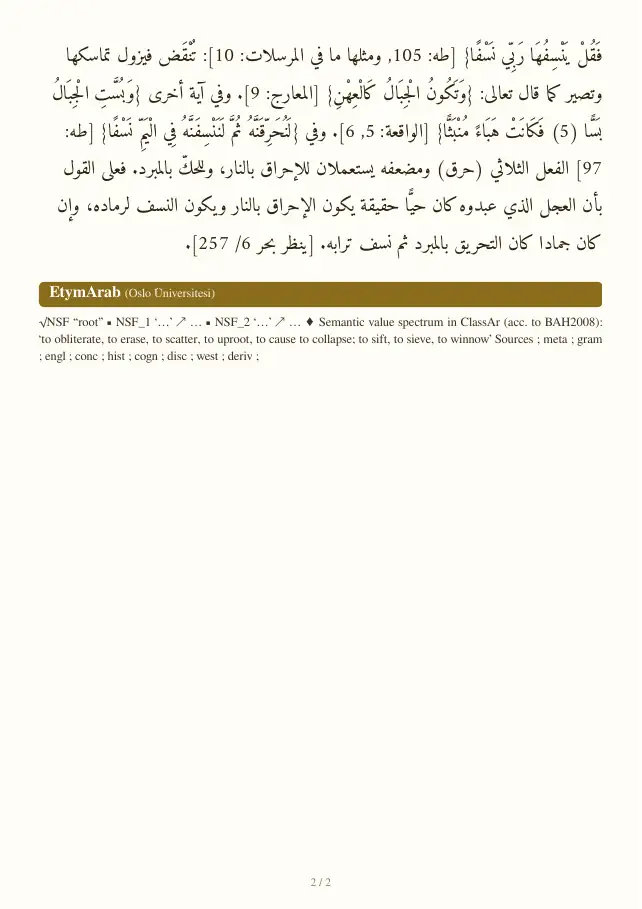 فَقُلْ يَنْسِفُهَا رَبِّي نَسْفًا} [طه: 105, ومثلها ما في المرسلات: 10]: تُنْقَض فيزول تماسكها
وتصير كما قال تعالى: {وَتَكُونُ الْجِبَالُ كَالْعِهْنِ} [المعارج: 9]. وفي آية أخرى {وَبُسَّتِ الْجِبَالُ
بَسًّا (5) فَكَانَتْ هَبَاءً مُنْبَثًّا} [الواقعة: 5, 6]. وفي {لَنُحَرِّقَنَّهُ ثُمَّ لَنَنْسِفَنَّهُ فِي الْيَمِّ نَسْفًا} [طه:
97] الفعل الثلاثي (حرق) ومضعفه يستعملان للإحراق بالنار، وللحكّ بالمبرد. فعلى القول
بأن العجل الذي عبدوه كان حيًّا حقيقة يكون الإحراق بالنار ويكون النسف لرماده، وإن
كان جمادا كان التحريق بالمبرد ثم نسف ترابه. [ينظر بحر 6/ 257].
EtymArab (Oslo Üniversitesi)
√NSF “root” ▪ NSF_1 ‘…’ ↗ … ▪ NSF_2 ‘…’ ↗ … ♦ Semantic value spectrum in ClassAr (acc. to BAH2008):
‘to obliterate, to erase, to scatter, to uproot, to cause to collapse; to sift, to sieve, to winnow’ Sources ; meta ; gram
; engl ; conc ; hist ; cogn ; disc ; west ; deriv ;
2 / 2